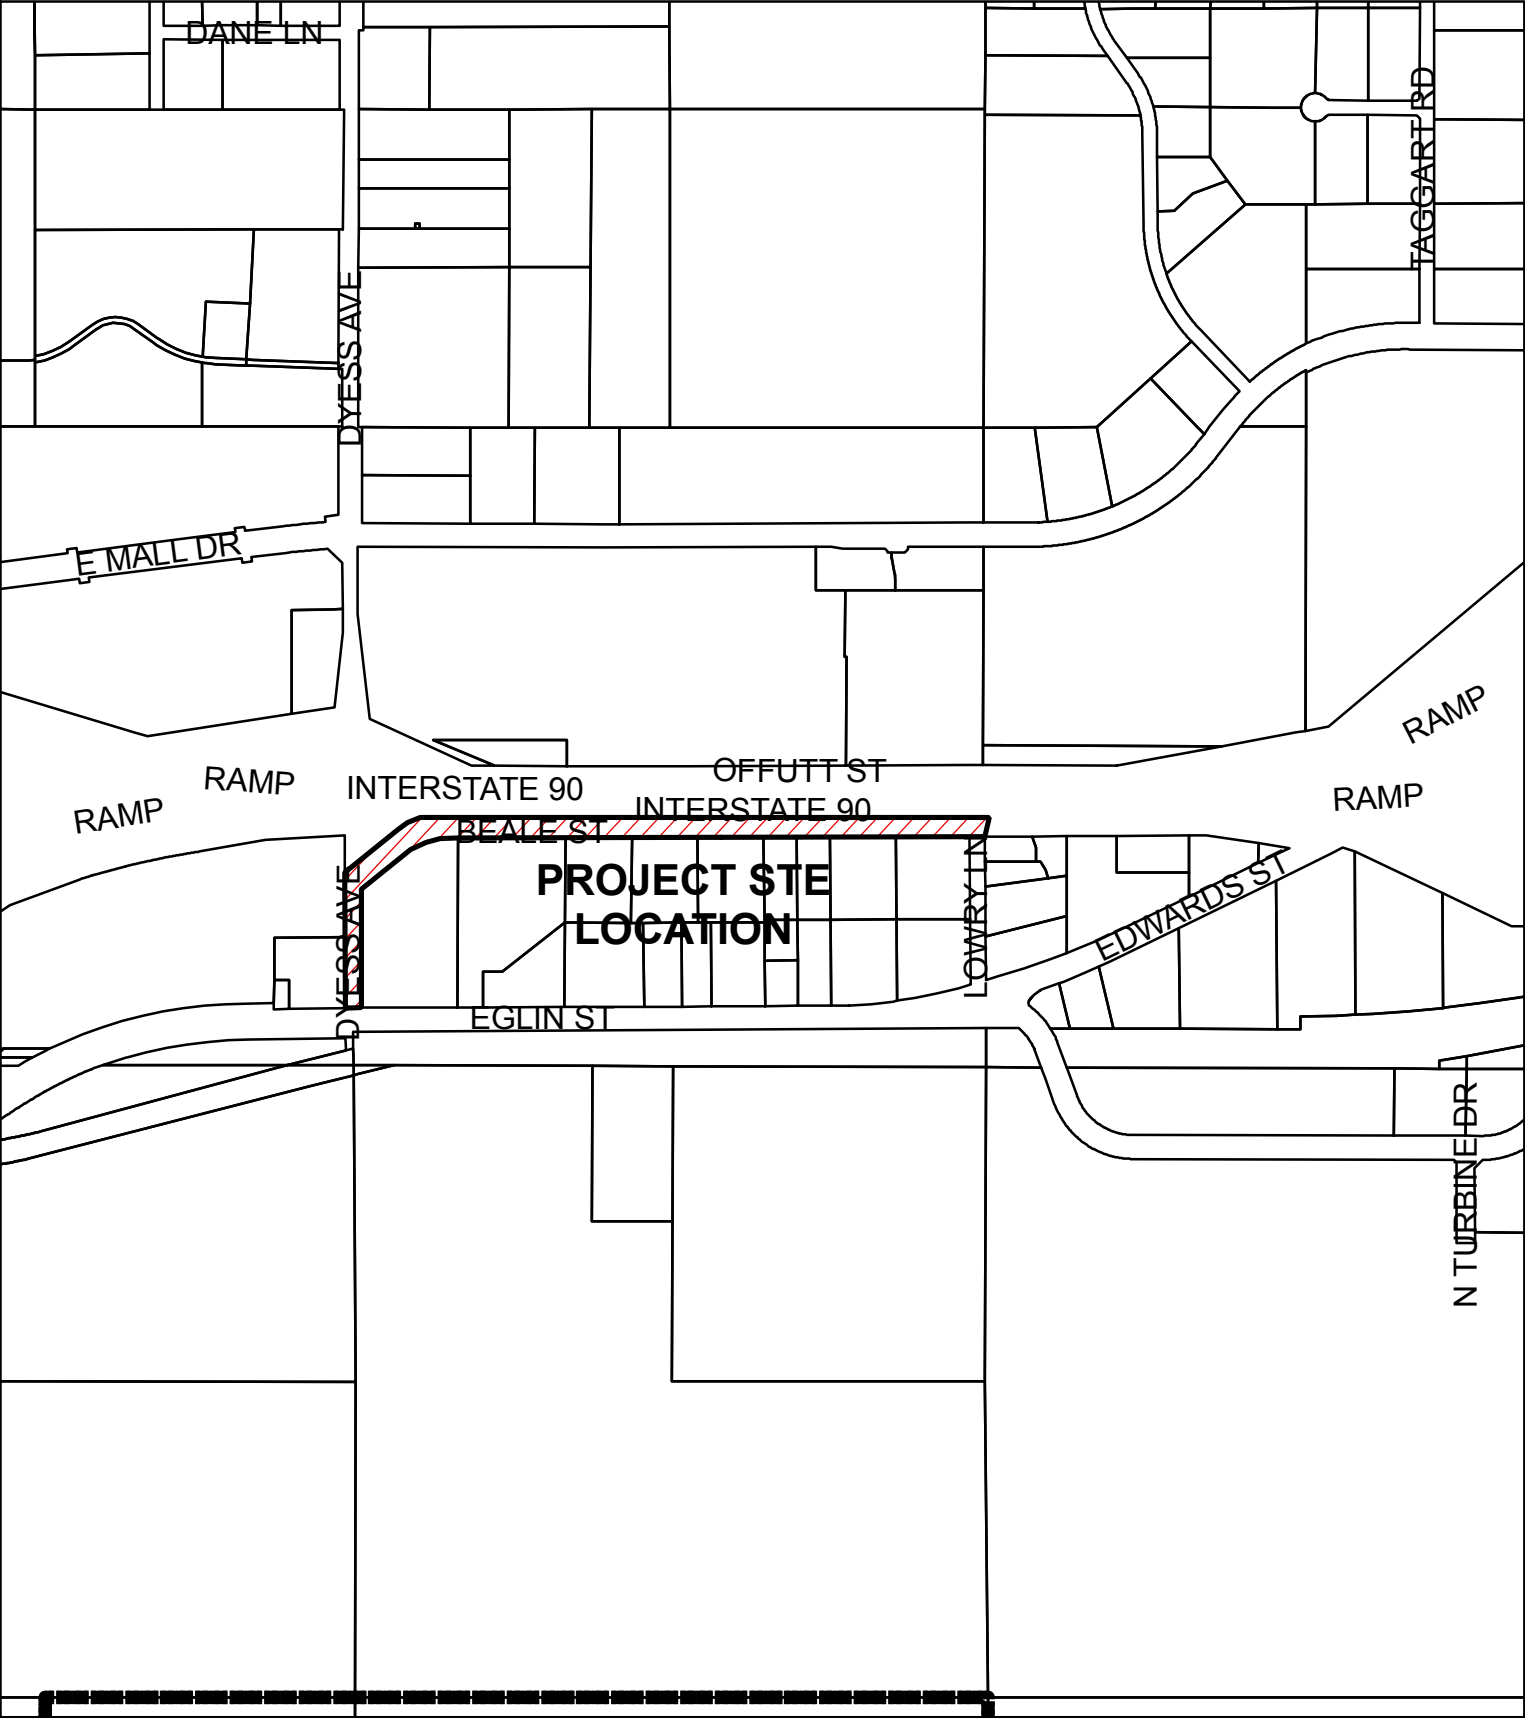 DANE LN
TAGGART RD
DYESS AVE
E MALL DR
RAMP
OFFUTT ST
RAMP
INTERSTATE 90
RAMP
INTERSTATE 90
RAMP
BEALE ST
PROJECT STE
LOCATION
EDWARDS ST
DYESS AVE
LOWRY LN
EGLIN ST
N TURBINE DR